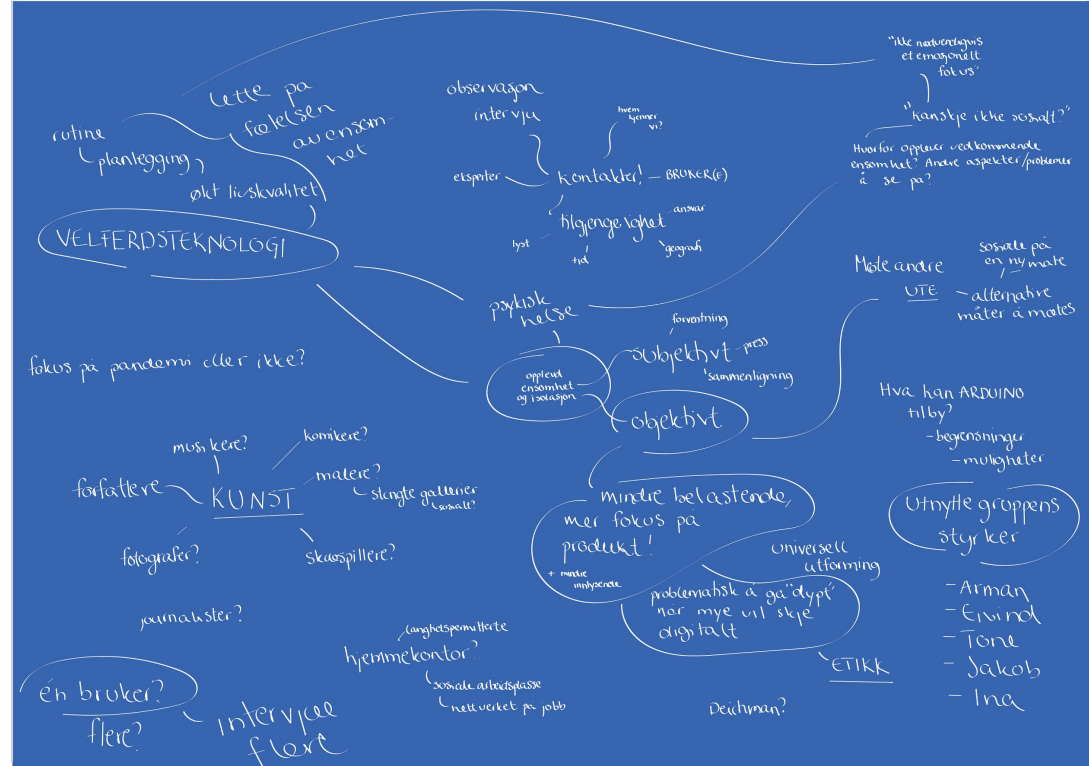 "ikke nødvendigvis
et emosjonelt
fokus"
"kanskje ikke sosialt?"
Hvorfor opplever vedkommende
ensomhet? Andre aspekter/problemer
å se på?
lette på
følelsen
av ensom-
het
rutine
planlegging
økt livskvalitet
VELFERDSTEKNOLOGI
observasjon
intervju
hvem
kjenner
vi?
eksperter
kontakter!
BRUKER(E)
tilgjengelighet
ansvar
lyst
tid
geografi
Møte andre
UTE
sosiale på
en ny måte
alternative
måter å møtes
psykisk
helse
opplevd
ensomhet
og isolasjon
forventning
subjektivt
press
sammenligning
objektivt
fokus på pandemi eller ikke?
musikere?
komikere?
forfattere
KUNST
malere?
stengte gallerier
sosialt?
fotografer?
skuespillere?
journalister?
mindre belastende,
mer fokus på
produkt!
+ mindre
innlysende
universell
utforming
problematisk å gå "dypt"
når mye vil skje
digitalt
ETIKK
Hva kan ARDUINO
tilby?
- begrensninger
- muligheter
Utnytte gruppens
styrker
- Arman
- Eivind
- Tone
- Jakob
- Ina
langtidspermitterte
hjemmekontor?
sosiale arbeidsplasse
nettverket på jobb
Deichman?
én bruker?
flere?
intervjue
flere